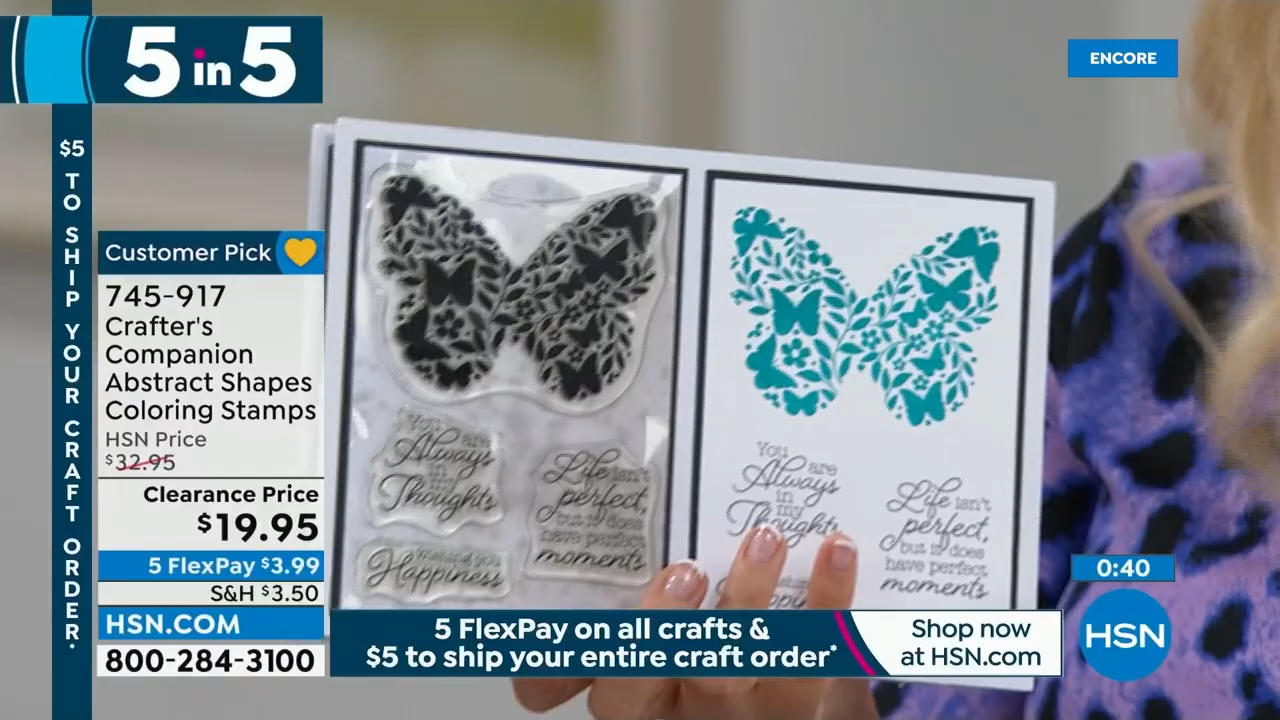 5 in 5
ENCORE
$5 TO SHIP YOUR CRAFT ORDER.*
Customer Pick
745-917
Crafter's
Companion
Abstract Shapes
Coloring Stamps
HSN Price
$32.95
Clearance Price
$19.95
5 FlexPay $3.99
S&H $3.50
HSN.COM
800-284-3100
You are
Always
in
my
Thoughts
Happiness
Life isn't
perfect,
but it does
have perfect
moments
You
are
Always
in
my
Thoughts
Life isn't
perfect,
but it does
have perfect
moments
0:40
5 FlexPay on all crafts &
$5 to ship your entire craft order*
Shop now
at HSN.com
HSN